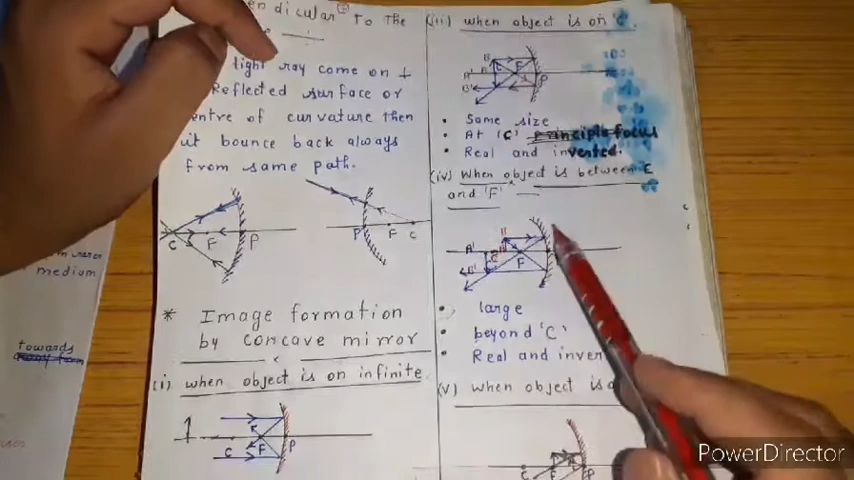 endicular To The
light ray come on ⊥
Reflected surface or
entre of curvature then
it bounce back always
from same path.
C F P
P F C
* Image formation
by concave mirror
(i) when object is on infinite
C F P
(iii) when object is on 'C'.
B C F
A' A P
B'
• Same size
• At 'C'
• Real and invented.
(iv) When object is between C
and 'F'
A' F
B'
• large
• beyond 'C'
• Real and inver
(v) when object is
C F P
medium
towards
PowerDirector